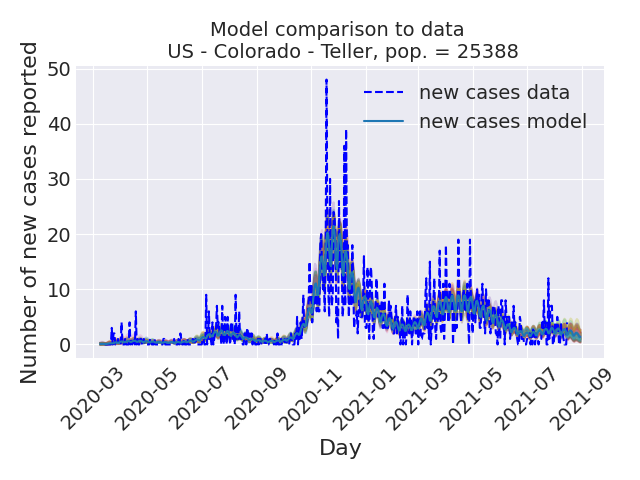 Model comparison to data
US - Colorado - Teller, pop. = 25388
Number of new cases reported
50
40
30
20
10
0
new cases data
new cases model
2020-03
2020-05
2020-07
2020-09
2020-11
2021-01
2021-03
2021-05
2021-07
2021-09
Day